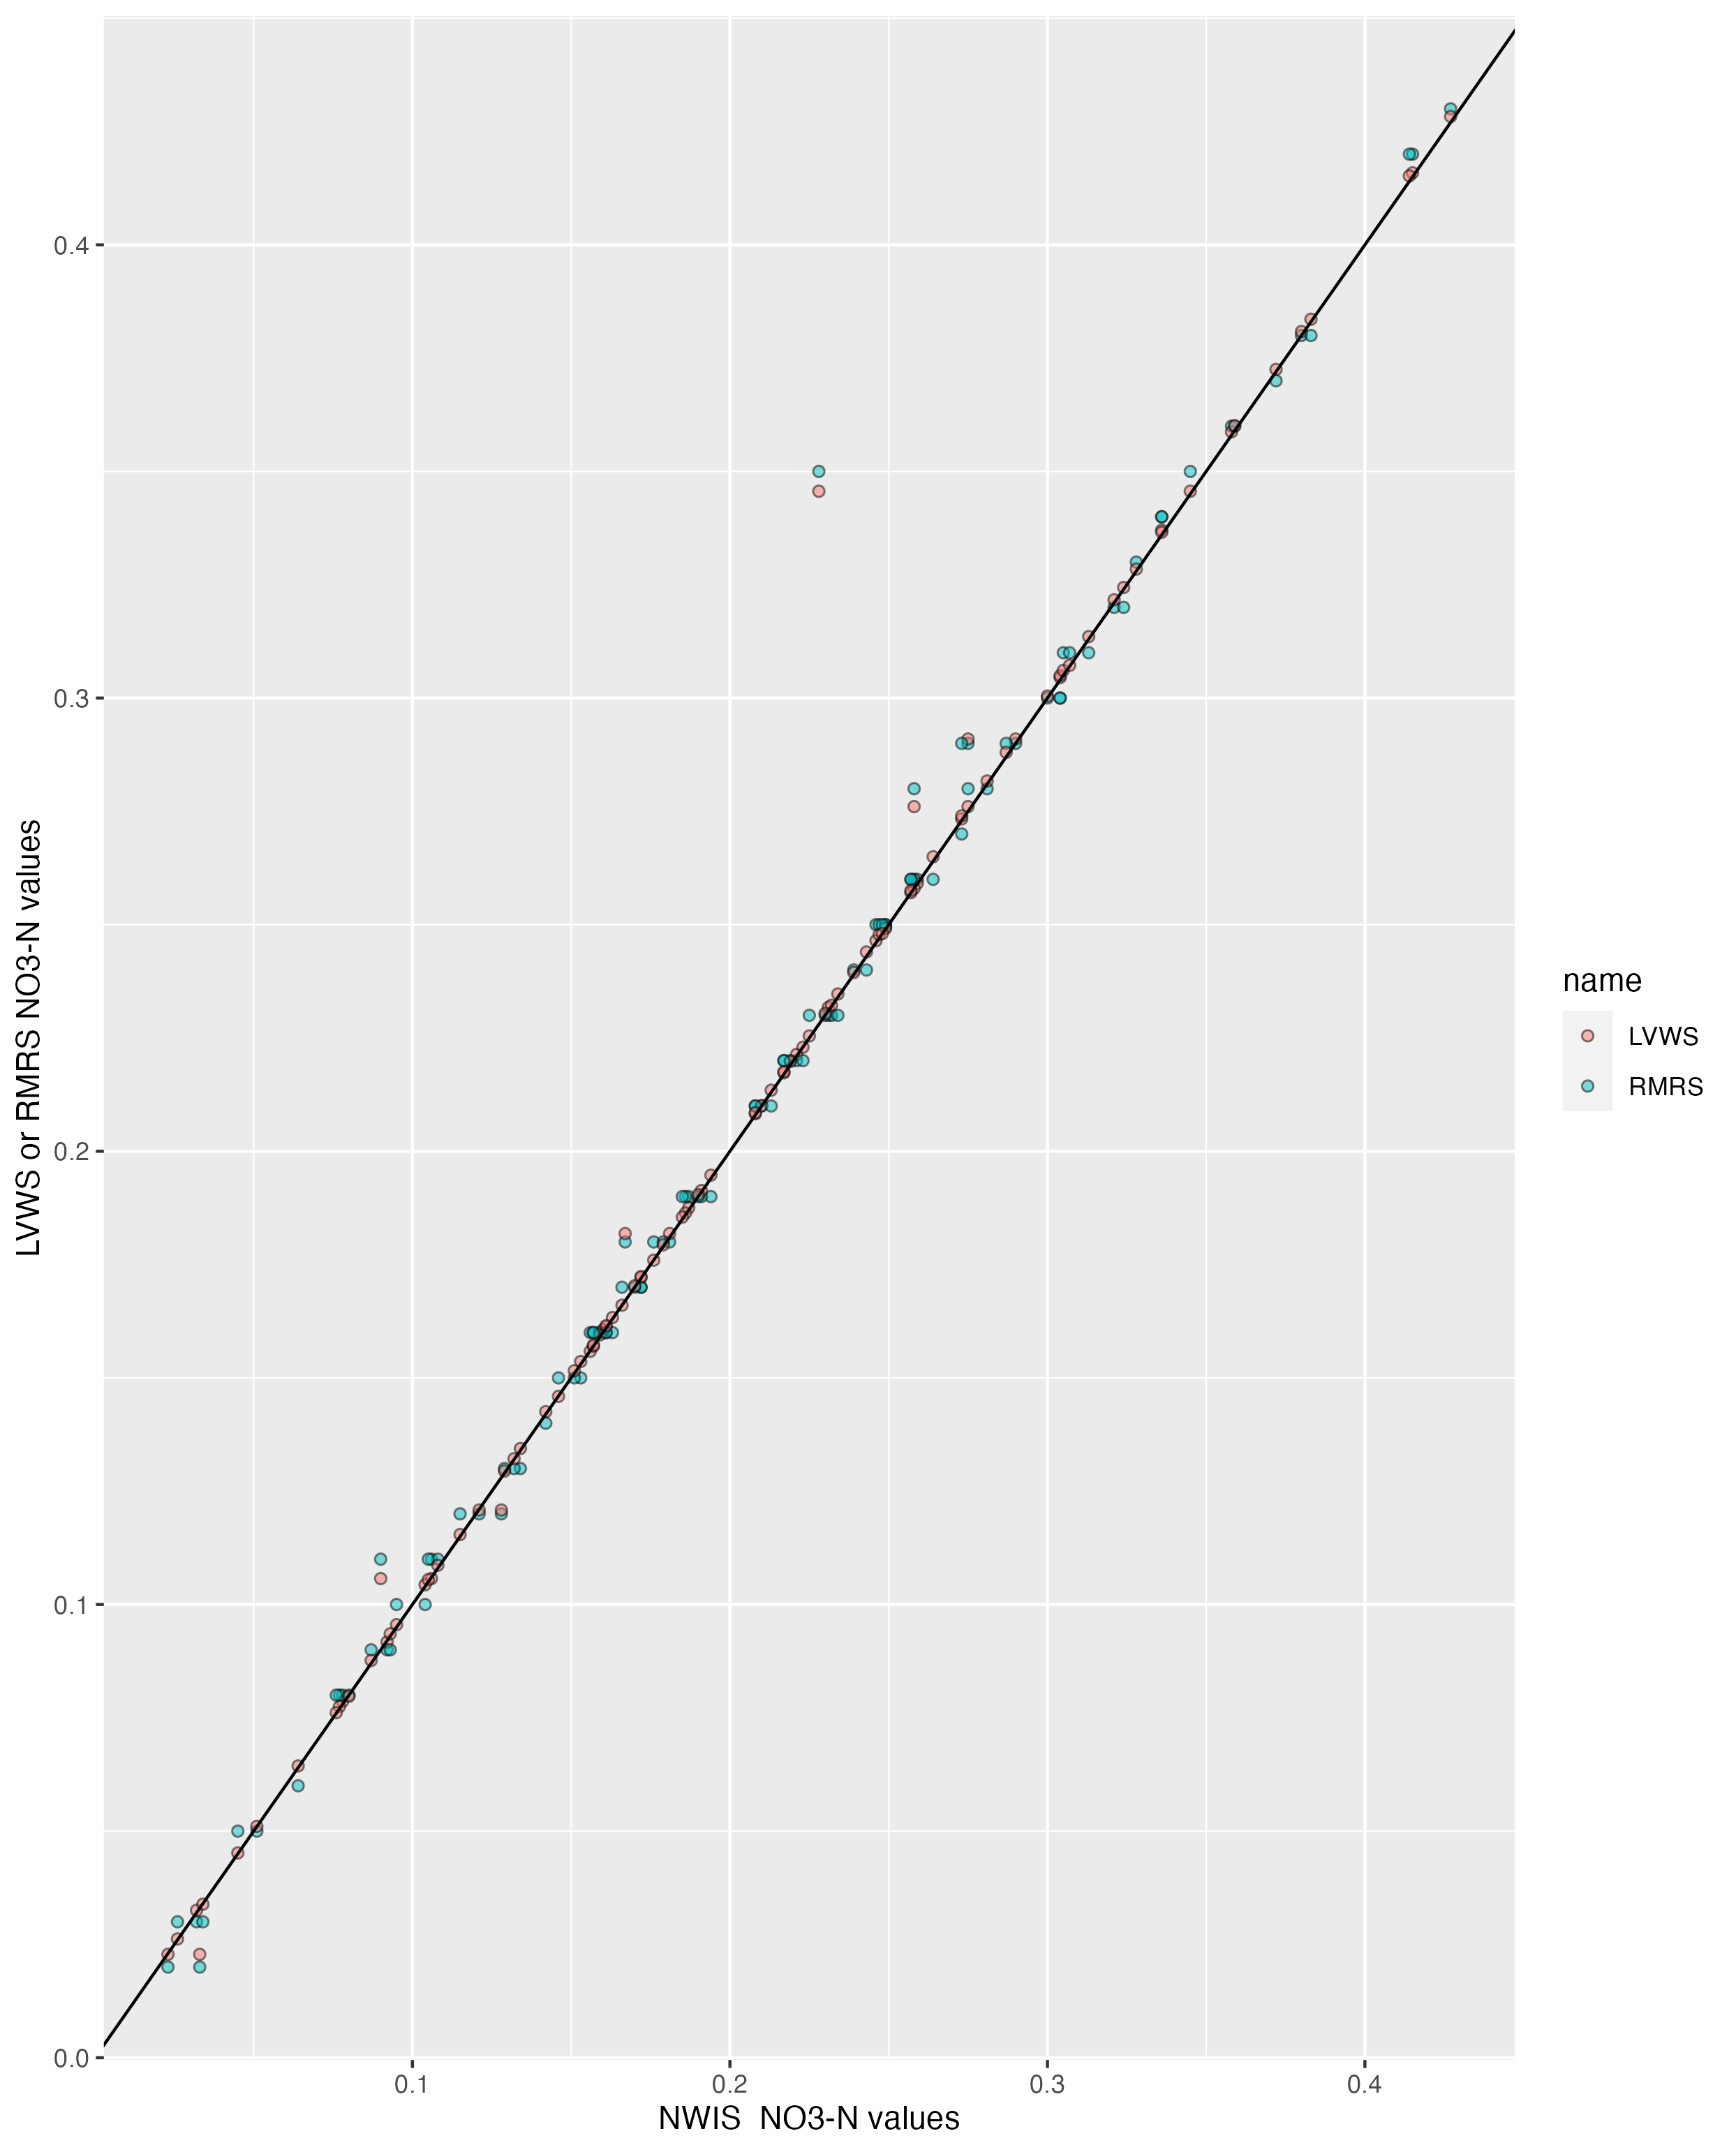 LVWS or RMRS NO3-N values
0.4
0.3
0.2
0.1
0.0
0.1 0.2 0.3 0.4
NWIS  NO3-N values
name
LVWS
RMRS